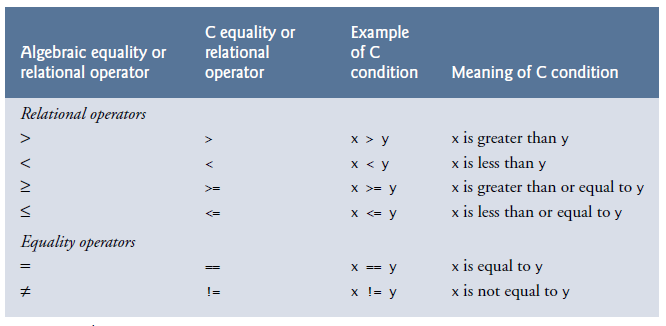 Algebraic equality or relational operator	C equality or relational operator	Example of C condition	Meaning of C condition
Relational operators
>	>	x > y	x is greater than y
<	<	x < y	x is less than y
≥	>=	x >= y	x is greater than or equal to y
≤	<=	x <= y	x is less than or equal to y
Equality operators
=	==	x == y	x is equal to y
≠	!=	x != y	x is not equal to y